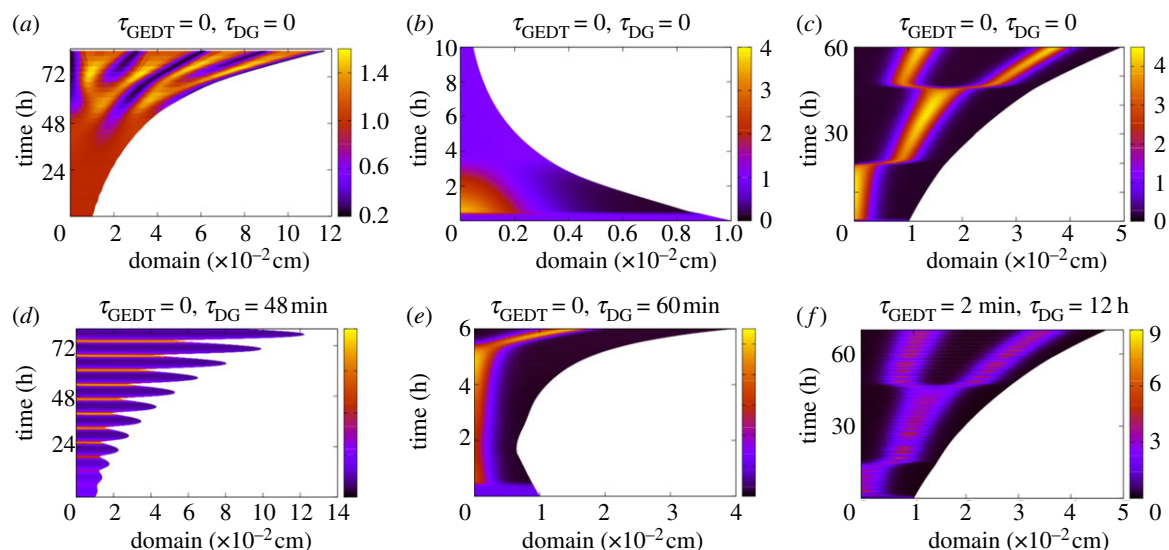 (a) τGEDT = 0, τDG = 0
time (h)
72
48
24
0 2 4 6 8 10 12
domain (×10–2 cm)
1.4
1.0
0.6
0.2
(b) τGEDT = 0, τDG = 0
time (h)
10
8
6
4
2
0 0.2 0.4 0.6 0.8 1.0
domain (×10–2 cm)
4
3
2
1
0
(c) τGEDT = 0, τDG = 0
time (h)
60
30
0 1 2 3 4 5
domain (×10–2 cm)
4
3
2
1
0
(d) τGEDT = 0, τDG = 48 min
time (h)
72
48
24
0 2 4 6 8 10 12 14
domain (×10–2 cm)
(e) τGEDT = 0, τDG = 60 min
time (h)
6
4
2
0 1 2 3 4
domain (×10–2 cm)
(f) τGEDT = 2 min, τDG = 12 h
time (h)
60
30
0 1 2 3 4 5
domain (×10–2 cm)
9
6
3
0